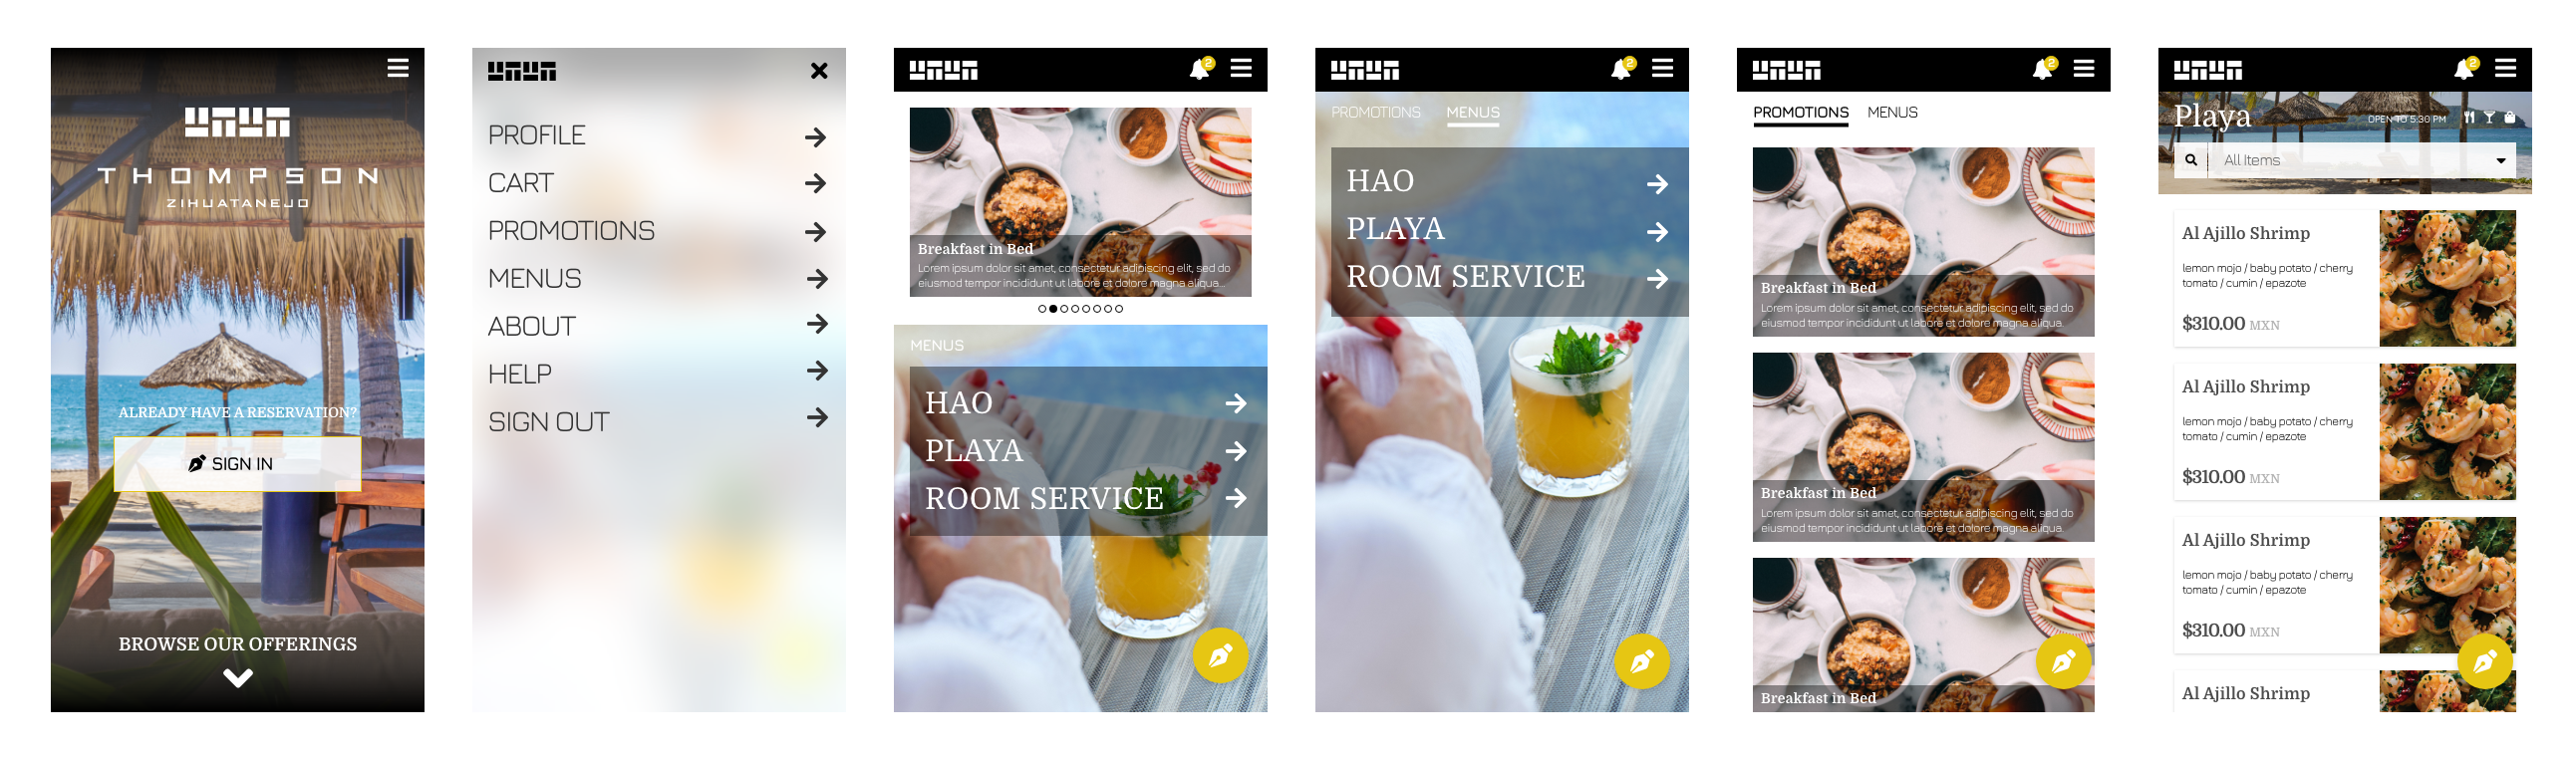 THOMPSON
ZIHUATANEJO
ALREADY HAVE A RESERVATION?
SIGN IN
BROWSE OUR OFFERINGS
PROFILE
CART
PROMOTIONS
MENUS
ABOUT
HELP
SIGN OUT
2
Breakfast in Bed
Lorem ipsum dolor sit amet, consectetur adipiscing elit, sed do
eiusmod tempor incididunt ut labore et dolore magna aliqua...
MENUS
HAO
PLAYA
ROOM SERVICE
2
PROMOTIONS MENUS
HAO
PLAYA
ROOM SERVICE
2
PROMOTIONS MENUS
Breakfast in Bed
Lorem ipsum dolor sit amet, consectetur adipiscing elit, sed do
eiusmod tempor incididunt ut labore et dolore magna aliqua.
Breakfast in Bed
Lorem ipsum dolor sit amet, consectetur adipiscing elit, sed do
eiusmod tempor incididunt ut labore et dolore magna aliqua.
Breakfast in Bed
2
Playa OPEN TO 5:30 PM
All Items
Al Ajillo Shrimp
lemon mojo / baby potato / cherry
tomato / cumin / epazote
$310.00 MXN
Al Ajillo Shrimp
lemon mojo / baby potato / cherry
tomato / cumin / epazote
$310.00 MXN
Al Ajillo Shrimp
lemon mojo / baby potato / cherry
tomato / cumin / epazote
$310.00 MXN
Al Ajillo Shrimp